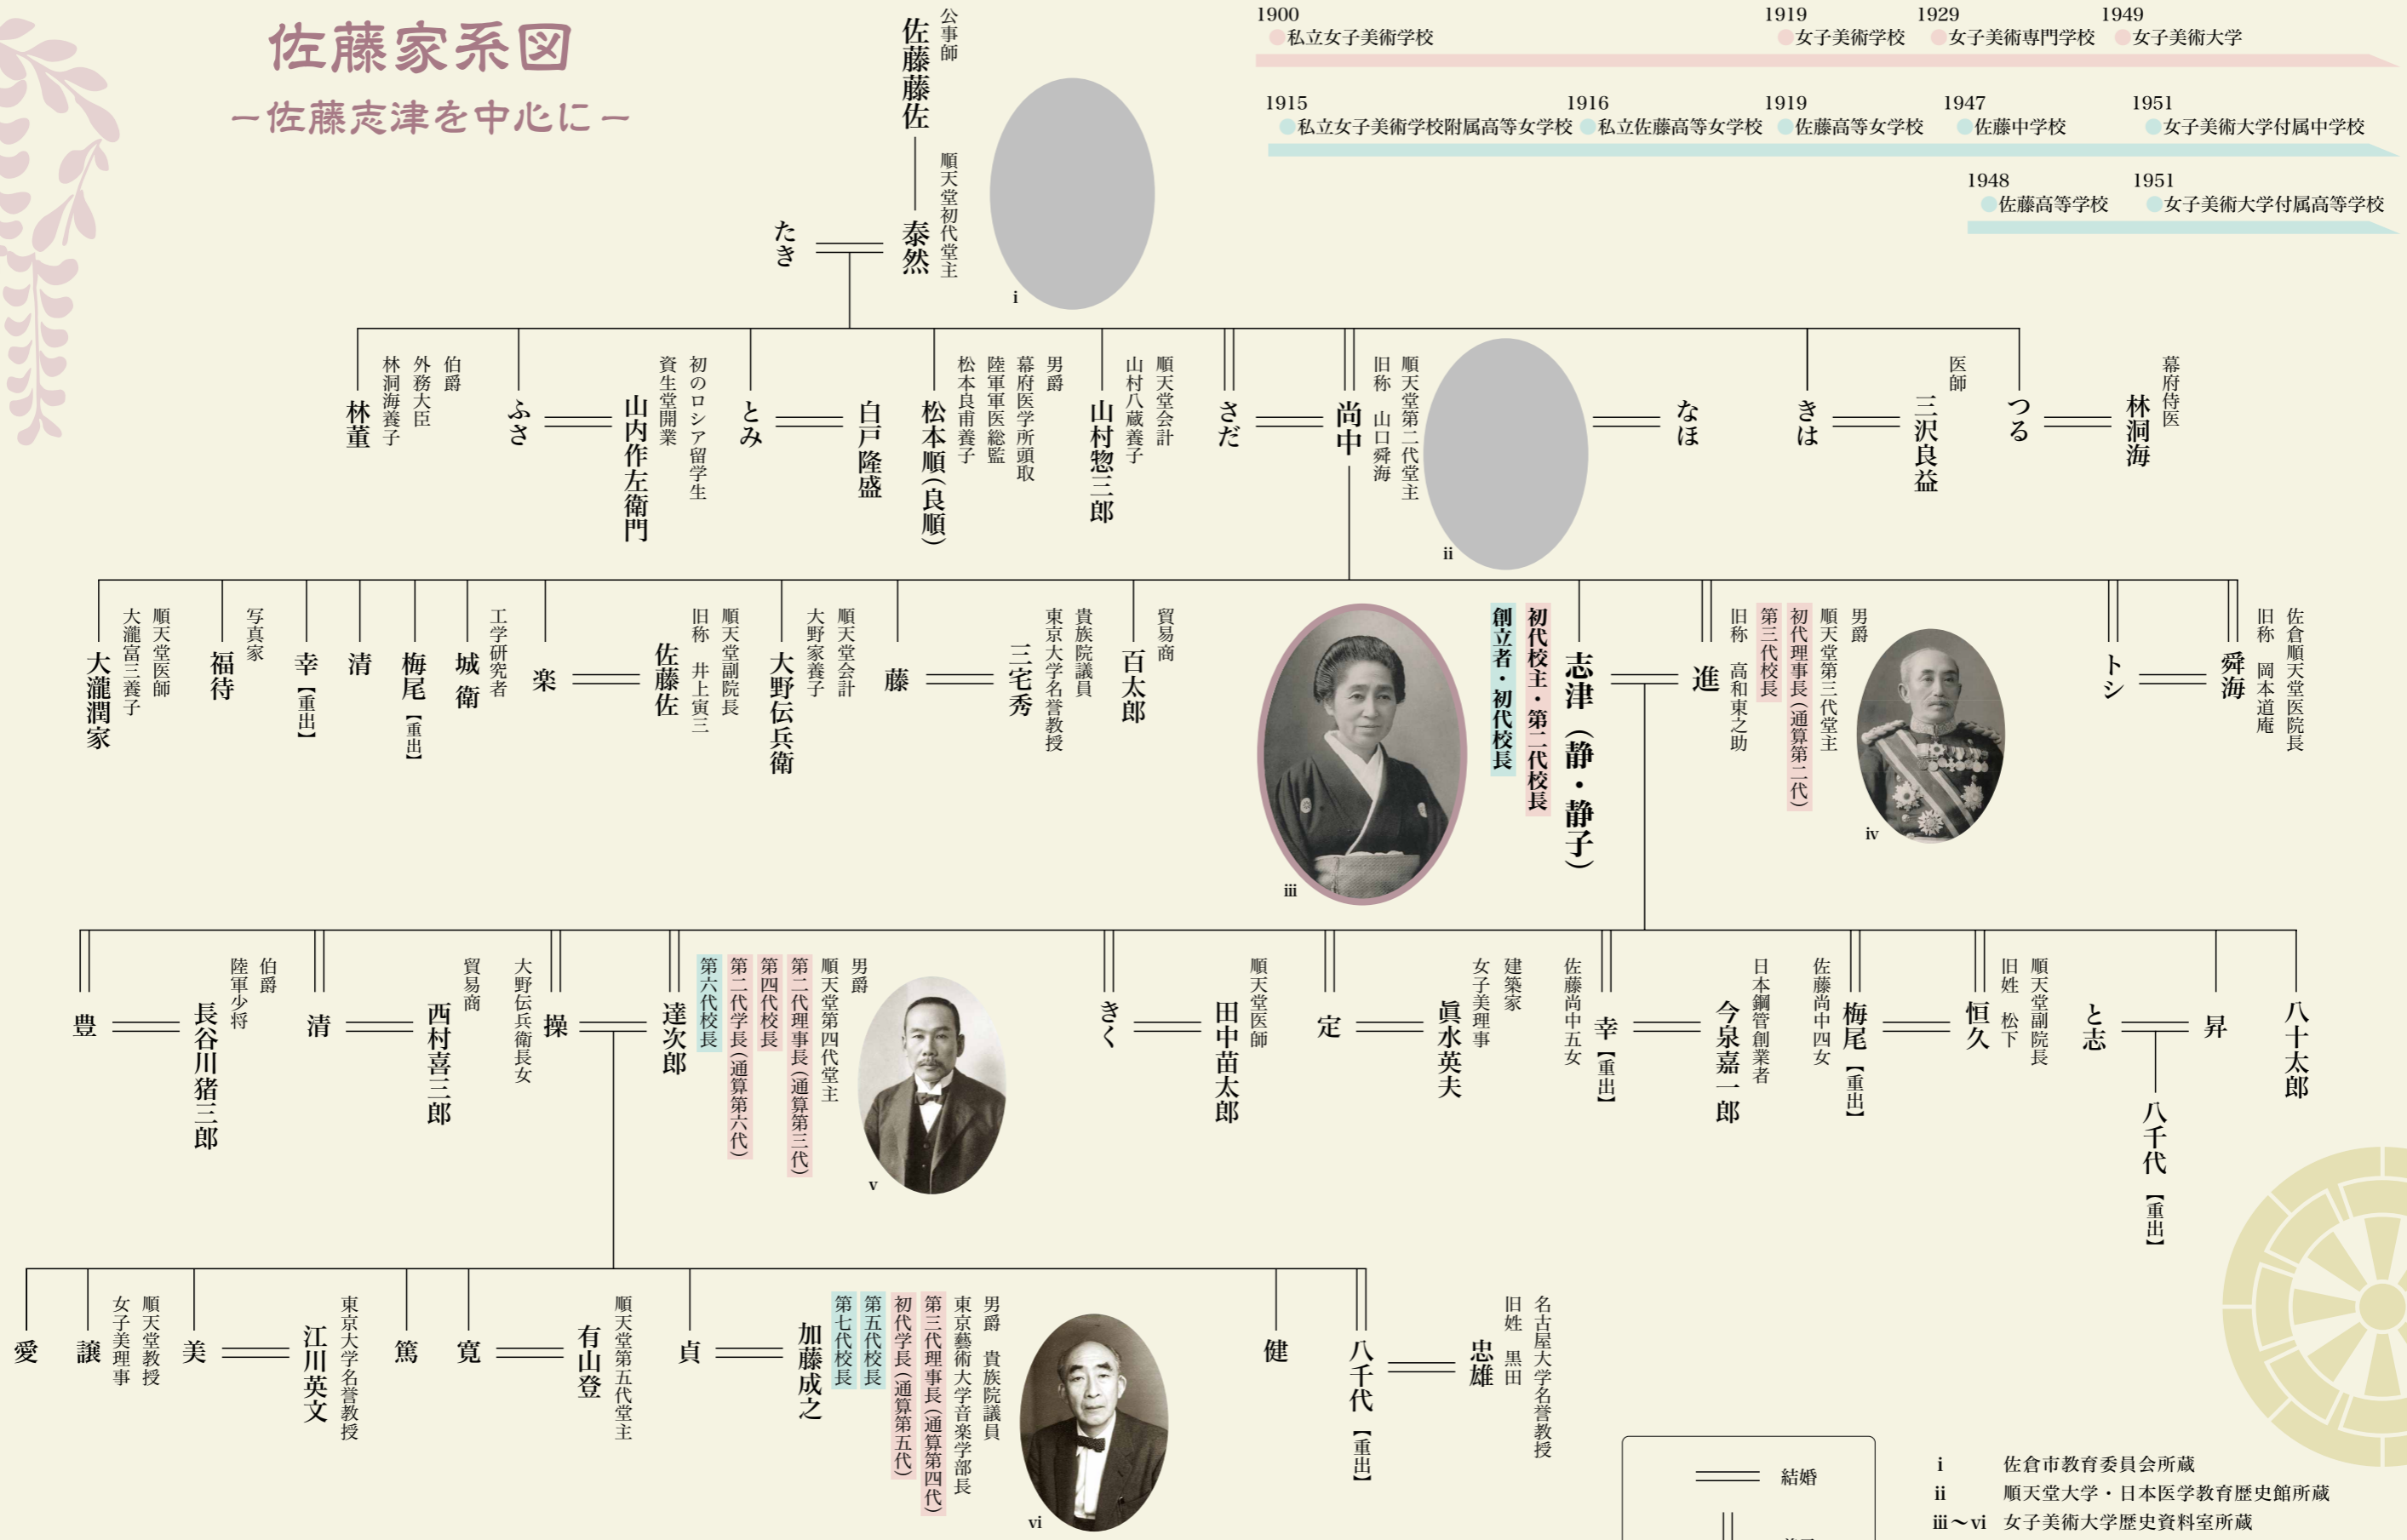 佐藤家系図
－佐藤志津を中心に－
1900
私立女子美術学校
1919
女子美術学校
1929
女子美術専門学校
1949
女子美術大学
1915
私立女子美術学校附属高等女学校
1916
私立佐藤高等女学校
1919
佐藤高等女学校
1947
佐藤中学校
1951
女子美術大学付属中学校
1948
佐藤高等学校
1951
女子美術大学付属高等学校
公事師
佐藤藤佐
順天堂初代堂主
泰然
たき
i
幕府侍医
林洞海
つる
医師
三沢良益
きは
なほ
ii
順天堂第二代堂主
旧称　山口舜海
尚中
さだ
順天堂会計
山村八蔵養子
山村惣三郎
男爵
幕府医学所頭取
陸軍軍医総監
松本良甫養子
松本順（良順）
白戸隆盛
とみ
初のロシア留学生
資生堂開業
山内作左衛門
ふさ
伯爵
外務大臣
林洞海養子
林董
佐倉順天堂医院長
旧称　岡本道庵
舜海
トシ
iv
男爵
順天堂第三代堂主
初代理事長（通算第二代）
第三代校長
旧称　高和東之助
進
志津（静・静子）
初代校主・第二代校長
創立者・初代校長
iii
貿易商
百太郎
貴族院議員
東京大学名誉教授
三宅秀
藤
順天堂会計
大野家養子
大野伝兵衛
順天堂副院長
旧称　井上寅三
佐藤佐
楽
工学研究者
城衛
梅尾【重出】
清
幸【重出】
写真家
福待
順天堂医師
大瀧富三養子
大瀧潤家
八十太郎
昇
と志
八千代【重出】
順天堂副院長
旧姓　松下
恒久
梅尾【重出】
佐藤尚中四女
日本鋼管創業者
今泉嘉一郎
幸【重出】
佐藤尚中五女
建築家
女子美理事
眞水英夫
定
順天堂医師
田中苗太郎
きく
v
男爵
順天堂第四代堂主
第二代理事長（通算第三代）
第四代校長
第二代学長（通算第六代）
第六代校長
達次郎
操
大野伝兵衛長女
貿易商
西村喜三郎
清
伯爵
陸軍少将
長谷川猪三郎
豊
名古屋大学名誉教授
旧姓　黒田
忠雄
八千代【重出】
健
vi
男爵　貴族院議員
東京藝術大学音楽学部長
第三代理事長（通算第四代）
初代学長（通算第五代）
第五代校長
第七代校長
加藤成之
貞
順天堂第五代堂主
有山登
寛
篤
東京大学名誉教授
江川英文
美
順天堂教授
女子美理事
譲
愛
結婚
i　佐倉市教育委員会所蔵
ii　順天堂大学・日本医学教育歴史館所蔵
iii～vi　女子美術大学歴史資料室所蔵